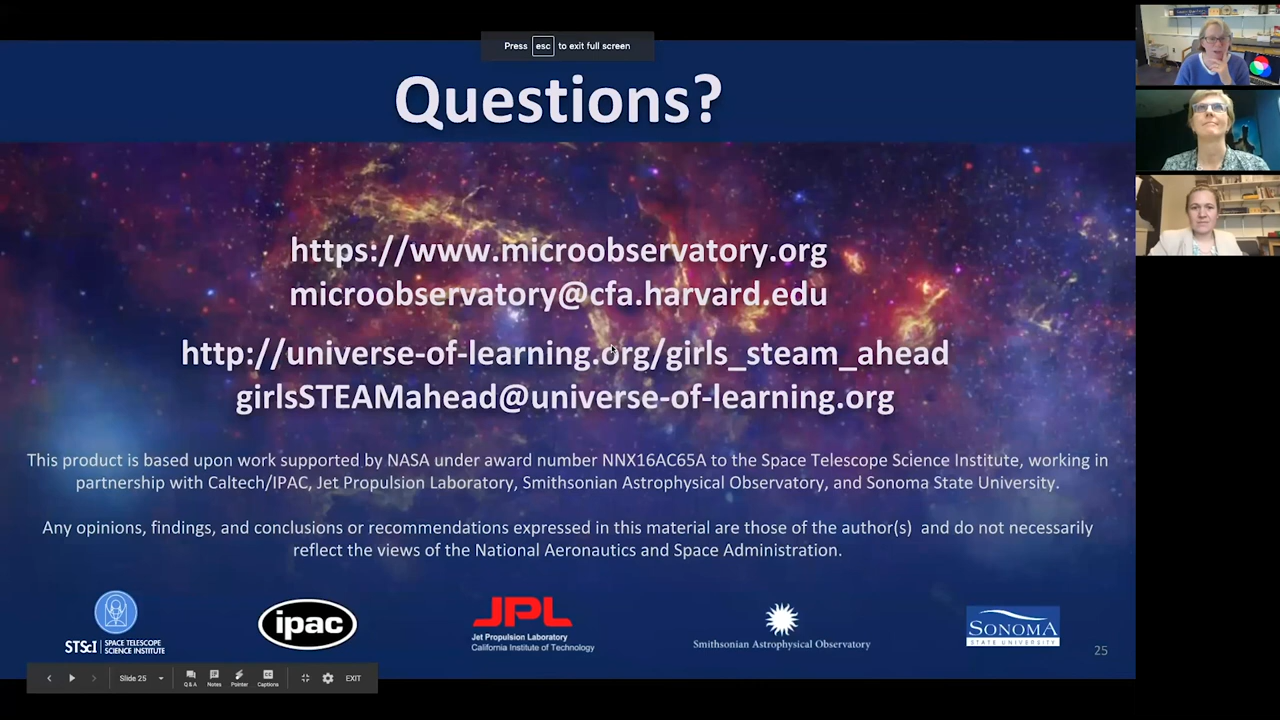 Press esc to exit full screen
Questions?
https://www.microobservatory.org
microobservatory@cfa.harvard.edu
http://universe-of-learning.org/girls_steam_ahead
girlsSTEAMahead@universe-of-learning.org
This product is based upon work supported by NASA under award number NNX16AC65A to the Space Telescope Science Institute, working in
partnership with Caltech/IPAC, Jet Propulsion Laboratory, Smithsonian Astrophysical Observatory, and Sonoma State University.
Any opinions, findings, and conclusions or recommendations expressed in this material are those of the author(s) and do not necessarily
reflect the views of the National Aeronautics and Space Administration.
STScI SPACE TELESCOPE
SCIENCE INSTITUTE
ipac
JPL
Jet Propulsion Laboratory
California Institute of Technology
Smithsonian Astrophysical Observatory
SONOMA
STATE UNIVERSITY
25
Slide 25
Q & A
Notes
Pointer
Captions
EXIT